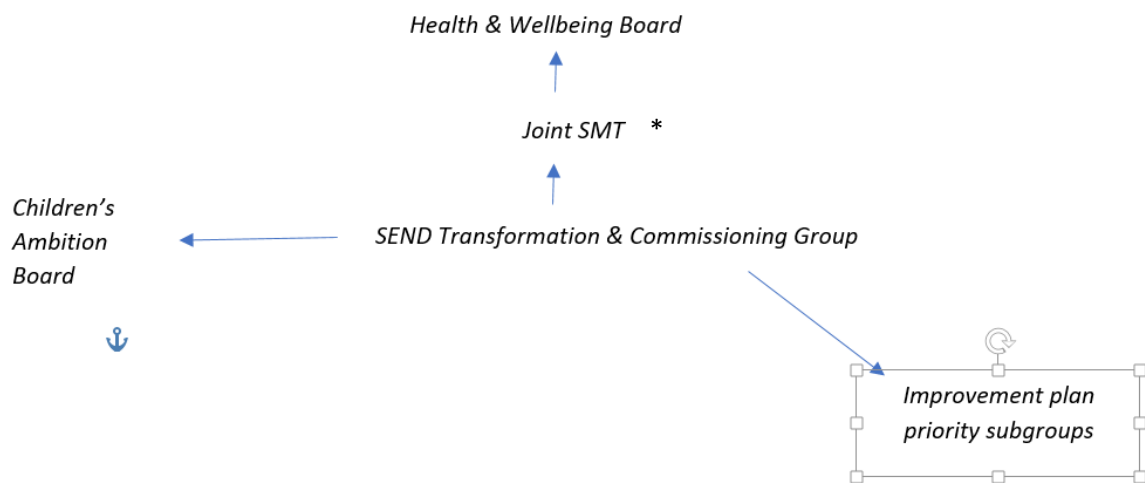 Health & Wellbeing Board
Joint SMT *
Children’s
Ambition
Board
SEND Transformation & Commissioning Group
Improvement plan
priority subgroups